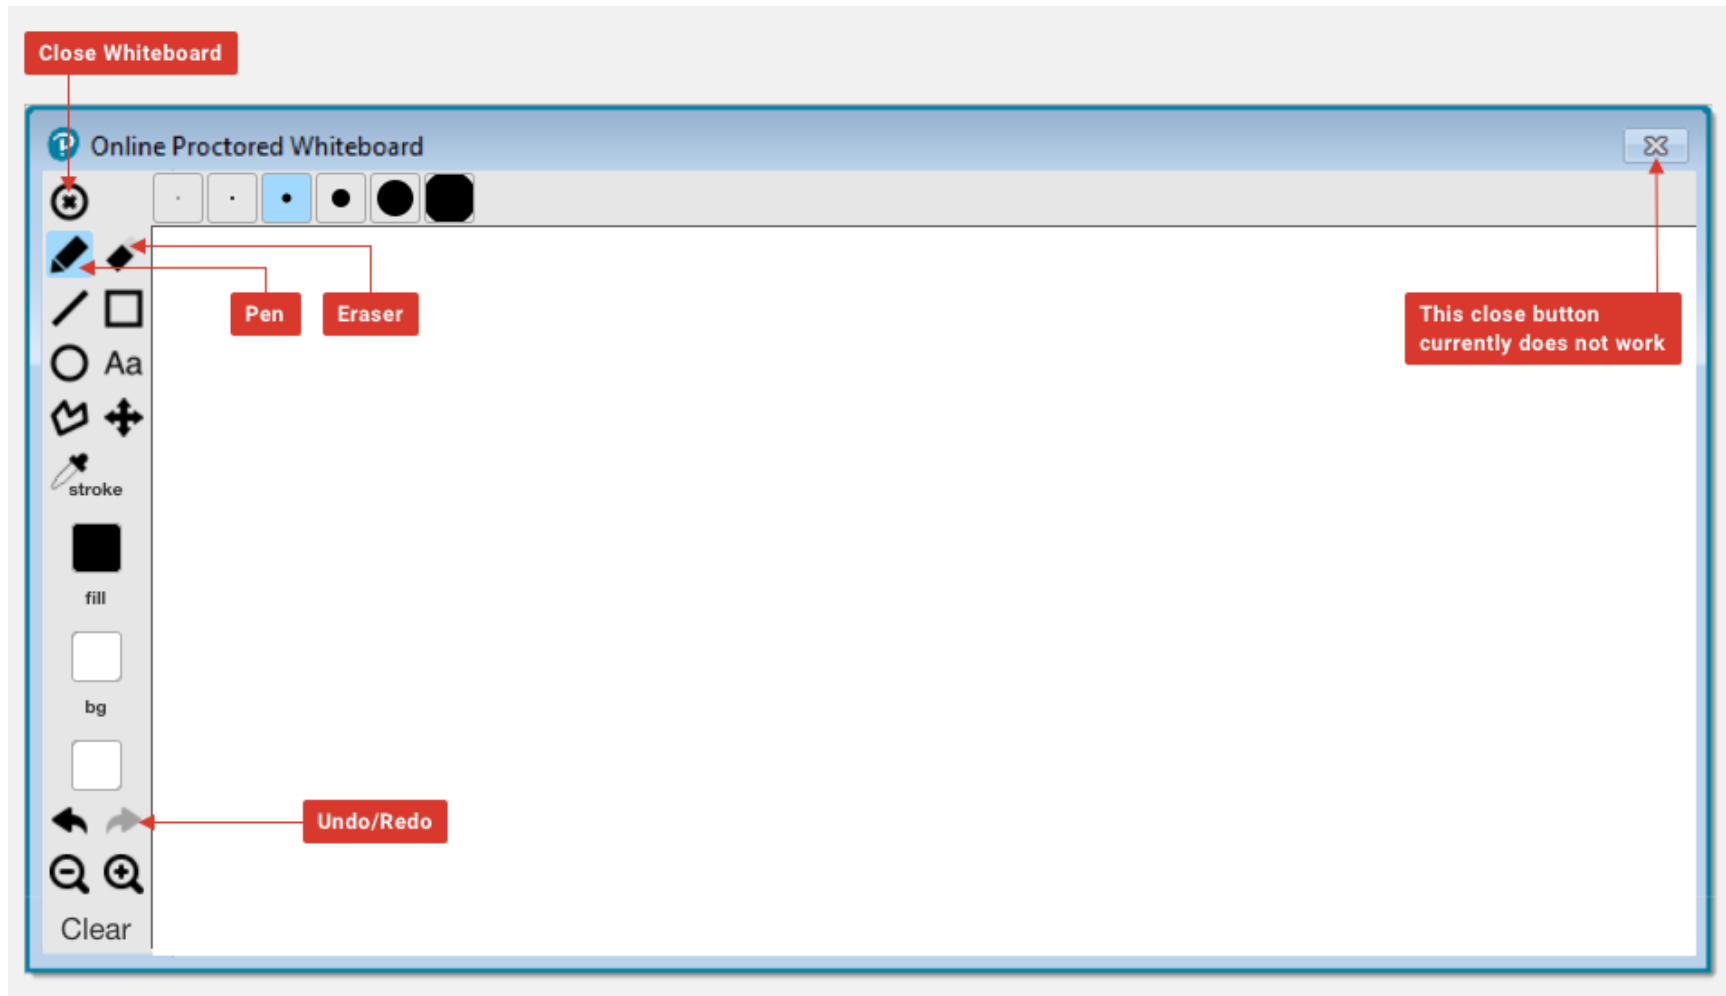 Close Whiteboard
Online Proctored Whiteboard
Pen
Eraser
This close button
currently does not work
Aa
stroke
fill
bg
Undo/Redo
Clear